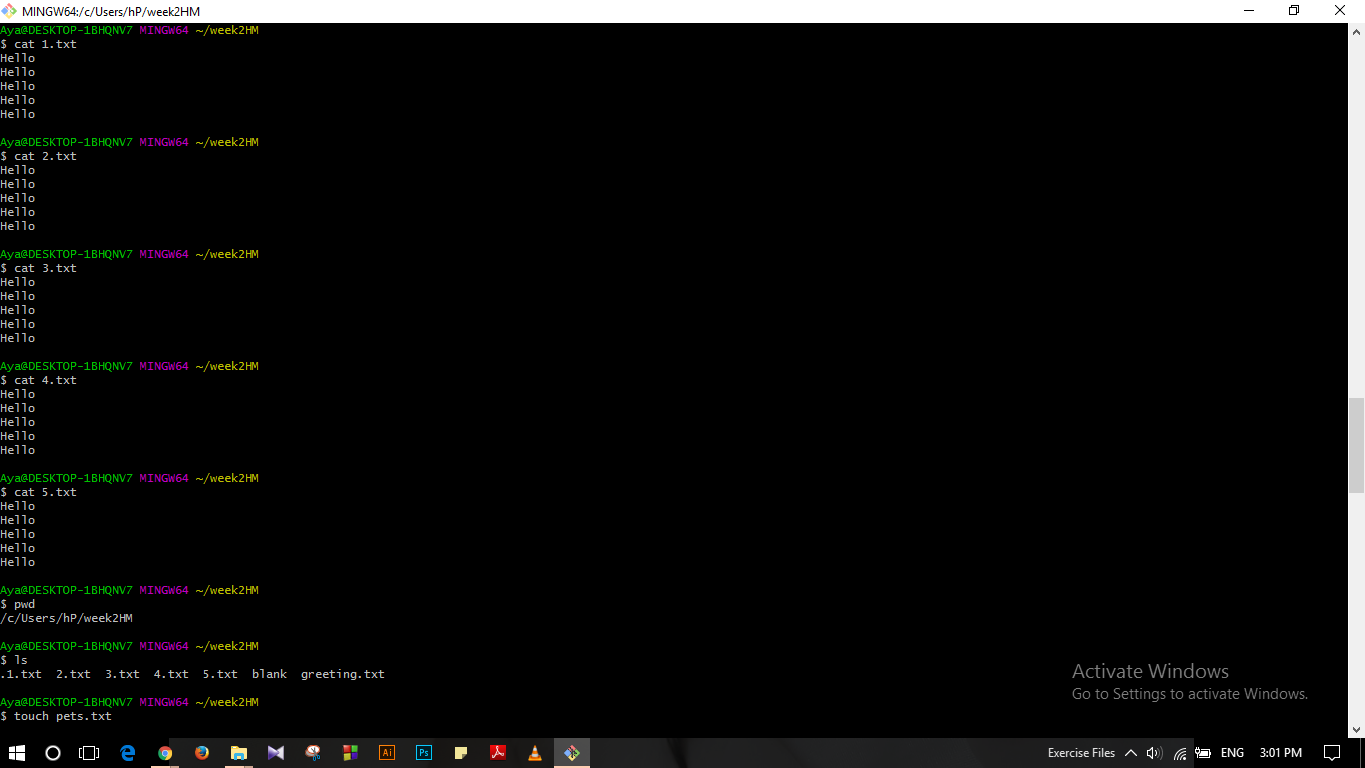 MINGW64:/c/Users/hP/week2HM
Aya@DESKTOP-1BHQNV7 MINGW64 ~/week2HM
$ cat 1.txt
Hello
Hello
Hello
Hello
Hello
Aya@DESKTOP-1BHQNV7 MINGW64 ~/week2HM
$ cat 2.txt
Hello
Hello
Hello
Hello
Hello
Aya@DESKTOP-1BHQNV7 MINGW64 ~/week2HM
$ cat 3.txt
Hello
Hello
Hello
Hello
Hello
Aya@DESKTOP-1BHQNV7 MINGW64 ~/week2HM
$ cat 4.txt
Hello
Hello
Hello
Hello
Hello
Aya@DESKTOP-1BHQNV7 MINGW64 ~/week2HM
$ cat 5.txt
Hello
Hello
Hello
Hello
Hello
Aya@DESKTOP-1BHQNV7 MINGW64 ~/week2HM
$ pwd
/c/Users/hP/week2HM
Aya@DESKTOP-1BHQNV7 MINGW64 ~/week2HM
$ ls
.1.txt  2.txt  3.txt  4.txt  5.txt  blank  greeting.txt
Aya@DESKTOP-1BHQNV7 MINGW64 ~/week2HM
$ touch pets.txt
Activate Windows
Go to Settings to activate Windows.
Ai
Ps
Exercise Files
ENG
3:01 PM